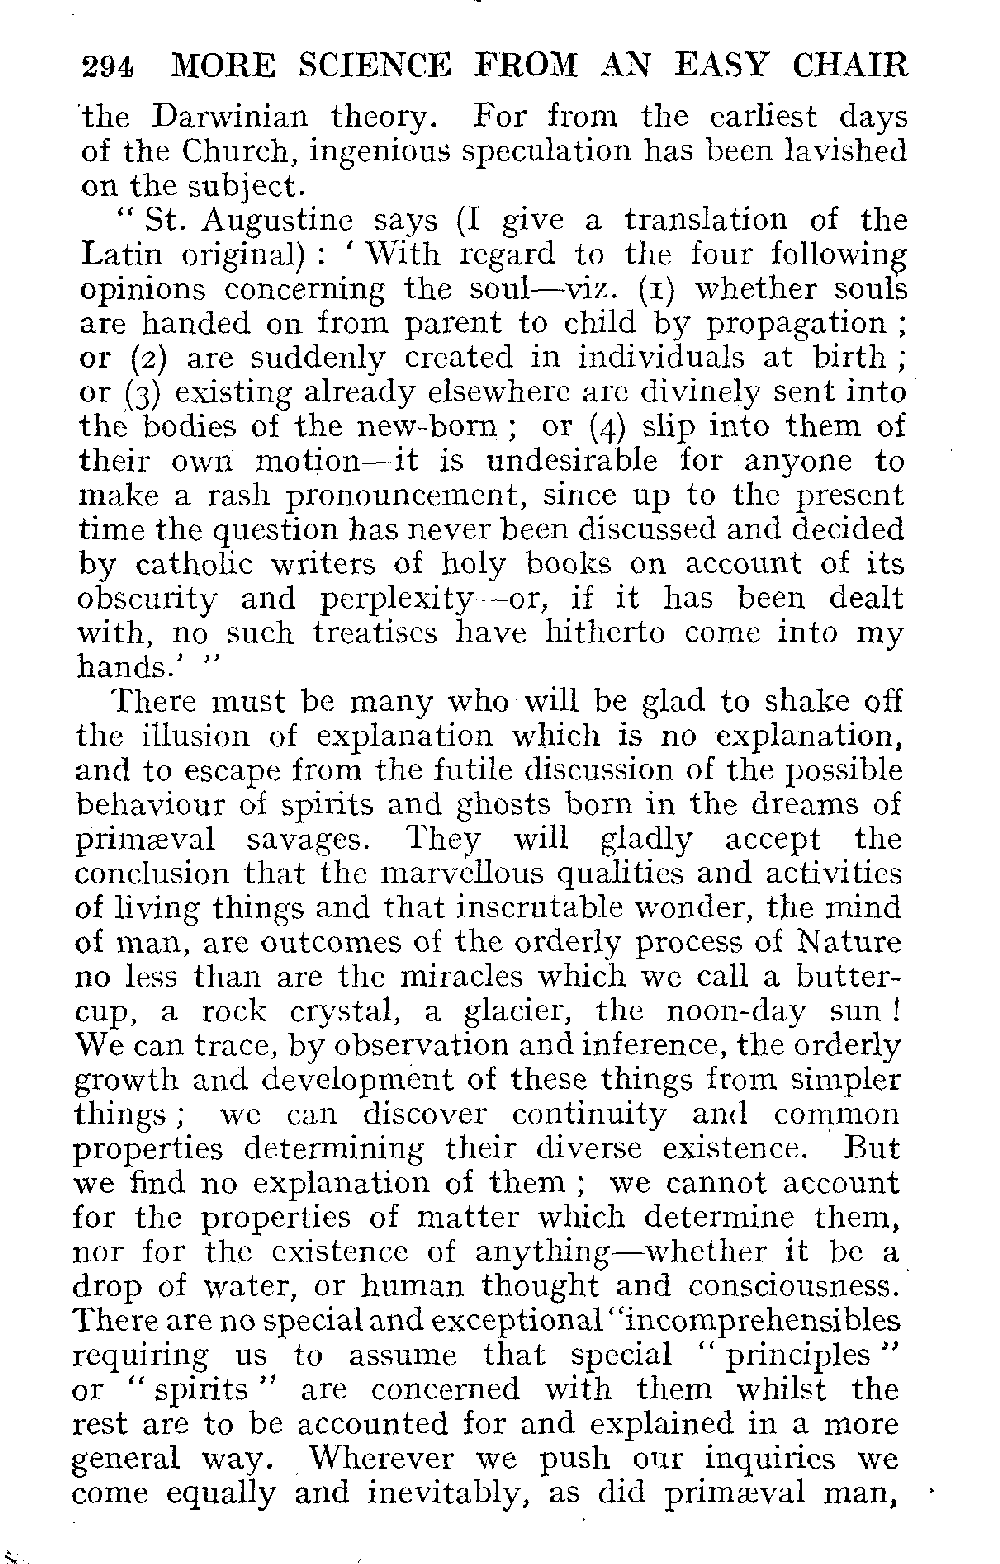 294 MORE SCIENCE FROM AN EASY CHAIR
the Darwinian theory. For from the earliest days
of the Church, ingenious speculation has been lavished
on the subject.
“ St. Augustine says (I give a translation of the
Latin original) : ‘ With regard to the four following
opinions concerning the soul—viz. (1) whether souls
are handed on from parent to child by propagation ;
or (2) are suddenly created in individuals at birth ;
or (3) existing already elsewhere are divinely sent into
the bodies of the new-born ; or (4) slip into them of
their own motion—it is undesirable for anyone to
make a rash pronouncement, since up to the present
time the question has never been discussed and decided
by catholic writers of holy books on account of its
obscurity and perplexity—or, if it has been dealt
with, no such treatises have hitherto come into my
hands.’ ”
There must be many who will be glad to shake off
the illusion of explanation which is no explanation,
and to escape from the futile discussion of the possible
behaviour of spirits and ghosts born in the dreams of
primæval savages. They will gladly accept the
conclusion that the marvellous qualities and activities
of living things and that inscrutable wonder, the mind
of man, are outcomes of the orderly process of Nature
no less than are the miracles which we call a butter-
cup, a rock crystal, a glacier, the noon-day sun !
We can trace, by observation and inference, the orderly
growth and development of these things from simpler
things ; we can discover continuity and common
properties determining their diverse existence. But
we find no explanation of them ; we cannot account
for the properties of matter which determine them,
nor for the existence of anything—whether it be a
drop of water, or human thought and consciousness.
There are no special and exceptional “incomprehensibles
requiring us to assume that special “ principles ”
or “ spirits ” are concerned with them whilst the
rest are to be accounted for and explained in a more
general way. Wherever we push our inquiries we
come equally and inevitably, as did primæval man,